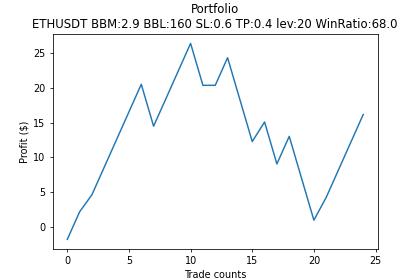 Portfolio
ETHUSDT BBM:2.9 BBL:160 SL:0.6 TP:0.4 lev:20 WinRatio:68.0
Profit ($)
25
20
15
10
5
0
0 5 10 15 20 25
Trade counts